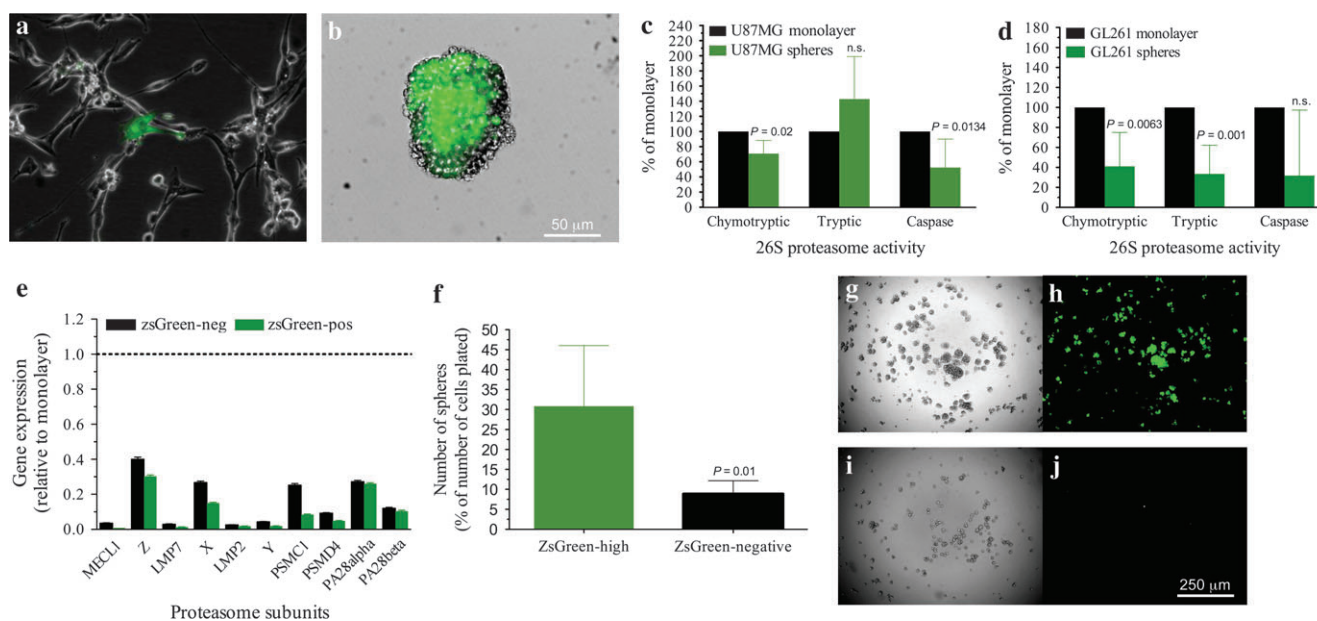 a
b
50 µm
c
U87MG monolayer
U87MG spheres
n.s.
P = 0.02
P = 0.0134
% of monolayer
240
220
200
180
160
140
120
100
80
60
40
20
0
Chymotryptic Tryptic Caspase
26S proteasome activity
d
GL261 monolayer
GL261 spheres
P = 0.0063
P = 0.001
n.s.
% of monolayer
180
160
140
120
100
80
60
40
20
0
Chymotryptic Tryptic Caspase
26S proteasome activity
e
zsGreen-neg zsGreen-pos
Gene expression
(relative to monolayer)
1.2
1.0
0.8
0.6
0.4
0.2
0.0
MECL1
Z
LMP7
X
LMP2
Y
PSMC1
PSMD4
PA28alpha
PA28beta
Proteasome subunits
f
Number of spheres
(% of number of cells plated)
50
45
40
35
30
25
20
15
10
5
0
P = 0.01
ZsGreen-high ZsGreen-negative
g
h
i
j
250 µm